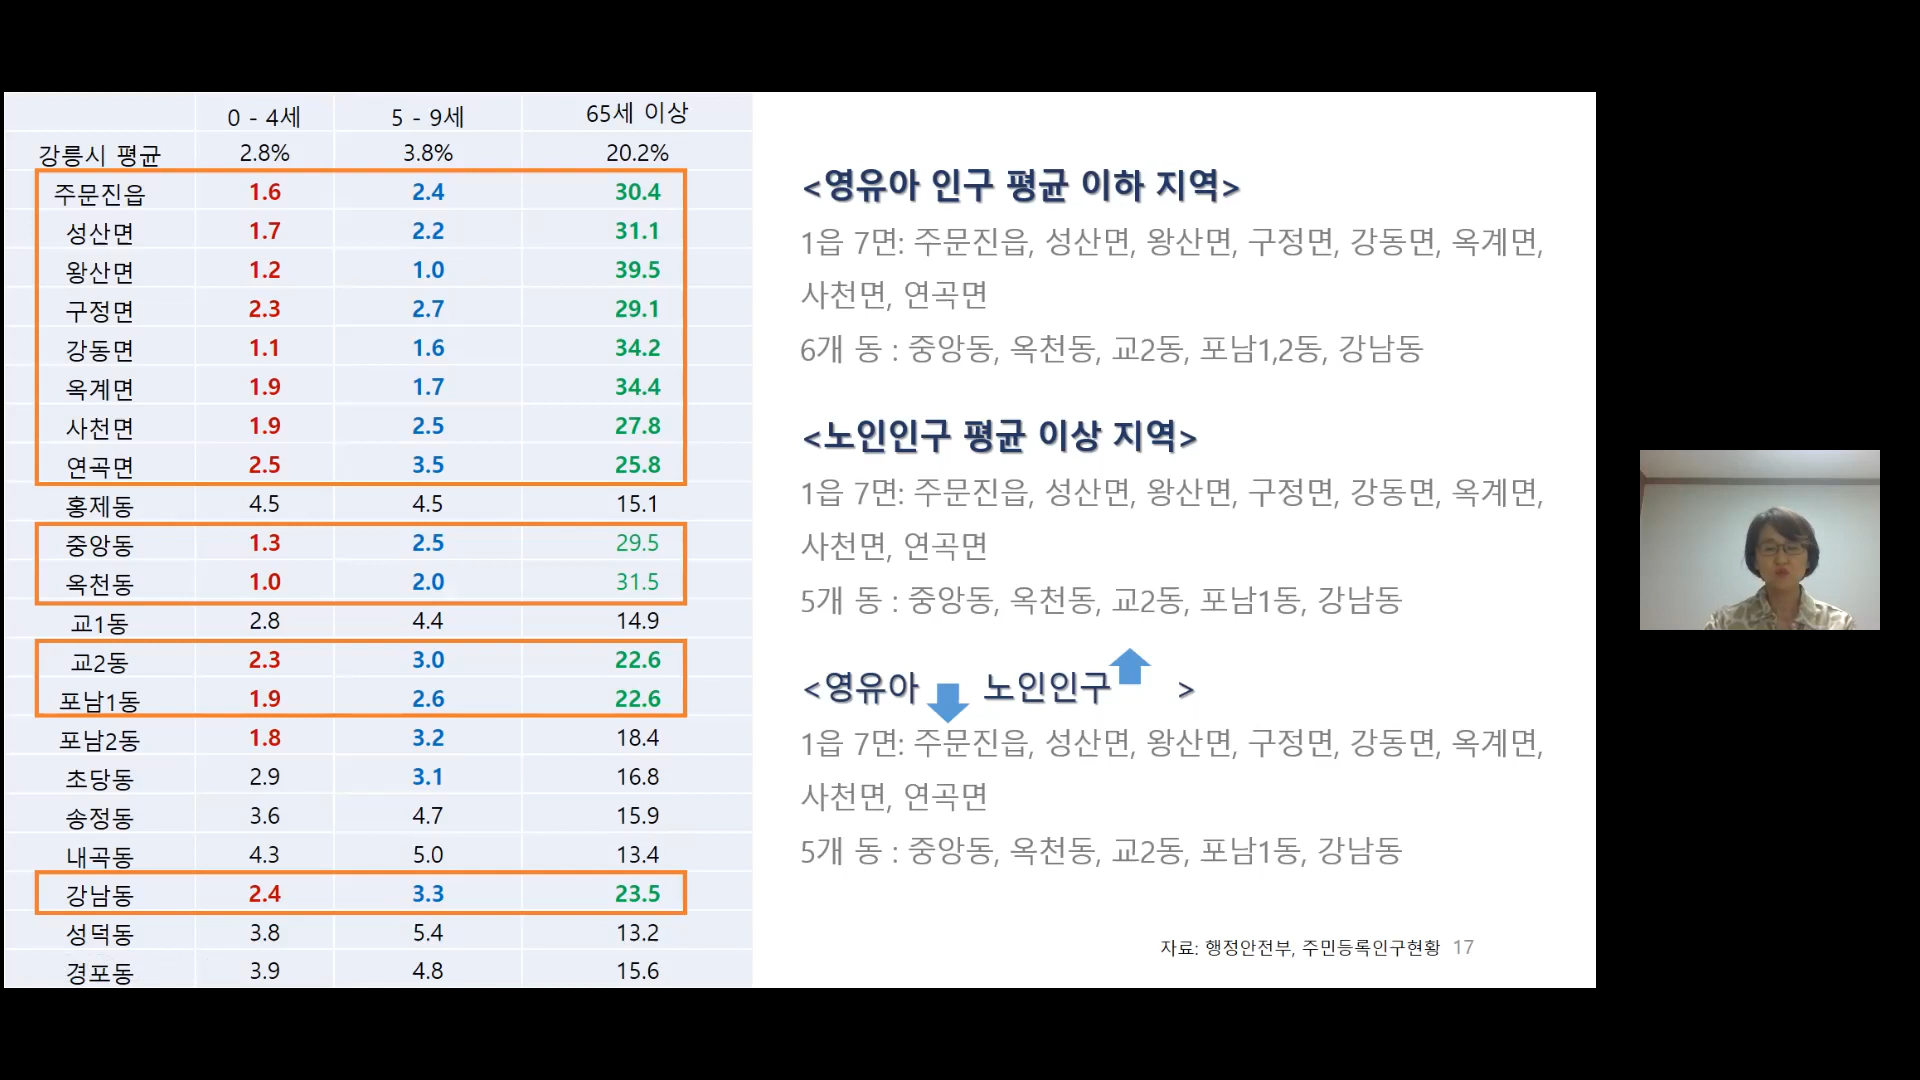 0 - 4세 5 - 9세 65세 이상
강릉시 평균 2.8% 3.8% 20.2%
주문진읍 1.6 2.4 30.4
성산면 1.7 2.2 31.1
왕산면 1.2 1.0 39.5
구정면 2.3 2.7 29.1
강동면 1.1 1.6 34.2
옥계면 1.9 1.7 34.4
사천면 1.9 2.5 27.8
연곡면 2.5 3.5 25.8
홍제동 4.5 4.5 15.1
중앙동 1.3 2.5 29.5
옥천동 1.0 2.0 31.5
교1동 2.8 4.4 14.9
교2동 2.3 3.0 22.6
포남1동 1.9 2.6 22.6
포남2동 1.8 3.2 18.4
초당동 2.9 3.1 16.8
송정동 3.6 4.7 15.9
내곡동 4.3 5.0 13.4
강남동 2.4 3.3 23.5
성덕동 3.8 5.4 13.2
경포동 3.9 4.8 15.6
<영유아 인구 평균 이하 지역>
1읍 7면: 주문진읍, 성산면, 왕산면, 구정면, 강동면, 옥계면,
사천면, 연곡면
6개 동 : 중앙동, 옥천동, 교2동, 포남1,2동, 강남동
<노인인구 평균 이상 지역>
1읍 7면: 주문진읍, 성산면, 왕산면, 구정면, 강동면, 옥계면,
사천면, 연곡면
5개 동 : 중앙동, 옥천동, 교2동, 포남1동, 강남동
<영유아 노인인구 >
1읍 7면: 주문진읍, 성산면, 왕산면, 구정면, 강동면, 옥계면,
사천면, 연곡면
5개 동 : 중앙동, 옥천동, 교2동, 포남1동, 강남동
자료: 행정안전부, 주민등록인구현황 17